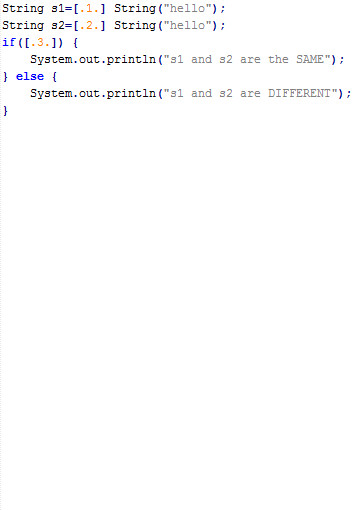 String s1=[.1.] String("hello");
String s2=[.2.] String("hello");
if([.3.]) {
    System.out.println("s1 and s2 are the SAME");
} else {
    System.out.println("s1 and s2 are DIFFERENT");
}